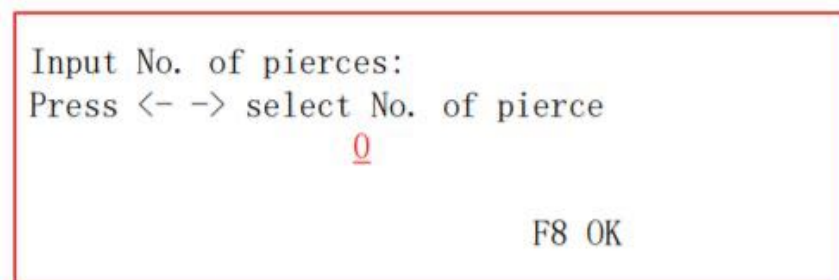 Input No. of pierces:
Press <- -> select No. of pierce
0
F8 OK